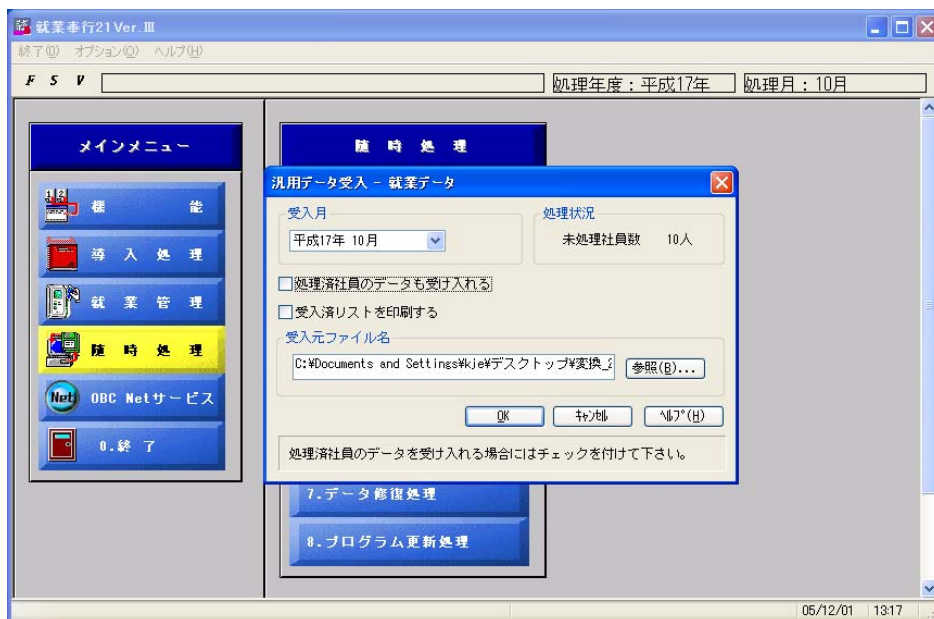 就業奉行21 Ver.Ⅲ
終了(O) オプション(O) ヘルプ(H)
F S V 処理年度:平成17年 処理月:10月
メインメニュー
随時処理
機能
導入処理
就業管理
随時処理
Net OBC Netサービス
0.終了
汎用データ受入 - 就業データ
受入月
平成17年 10月
処理状況
未処理社員数 10人
処理済社員のデータも受け入れる
受入済リストを印刷する
受入元ファイル名
C:¥Documents and Settings¥kje¥デスクトップ¥変換_2
参照(B)...
OK キャンセル ヘルプ(H)
処理済社員のデータを受け入れる場合にはチェックを付けて下さい。
7.データ修復処理
8.プログラム更新処理
05/12/01 13:17